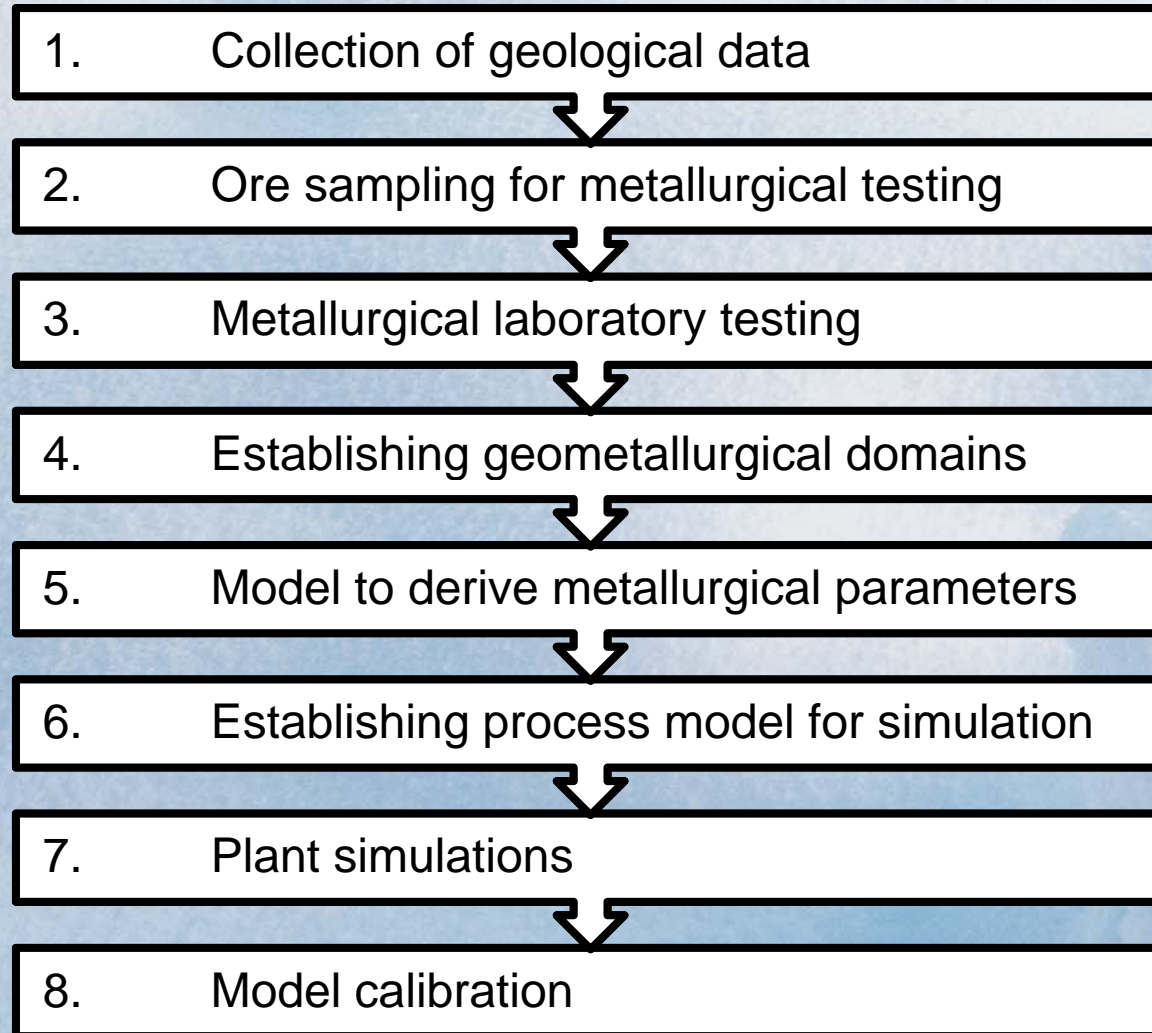 1. Collection of geological data
2. Ore sampling for metallurgical testing
3. Metallurgical laboratory testing
4. Establishing geometallurgical domains
5. Model to derive metallurgical parameters
6. Establishing process model for simulation
7. Plant simulations
8. Model calibration